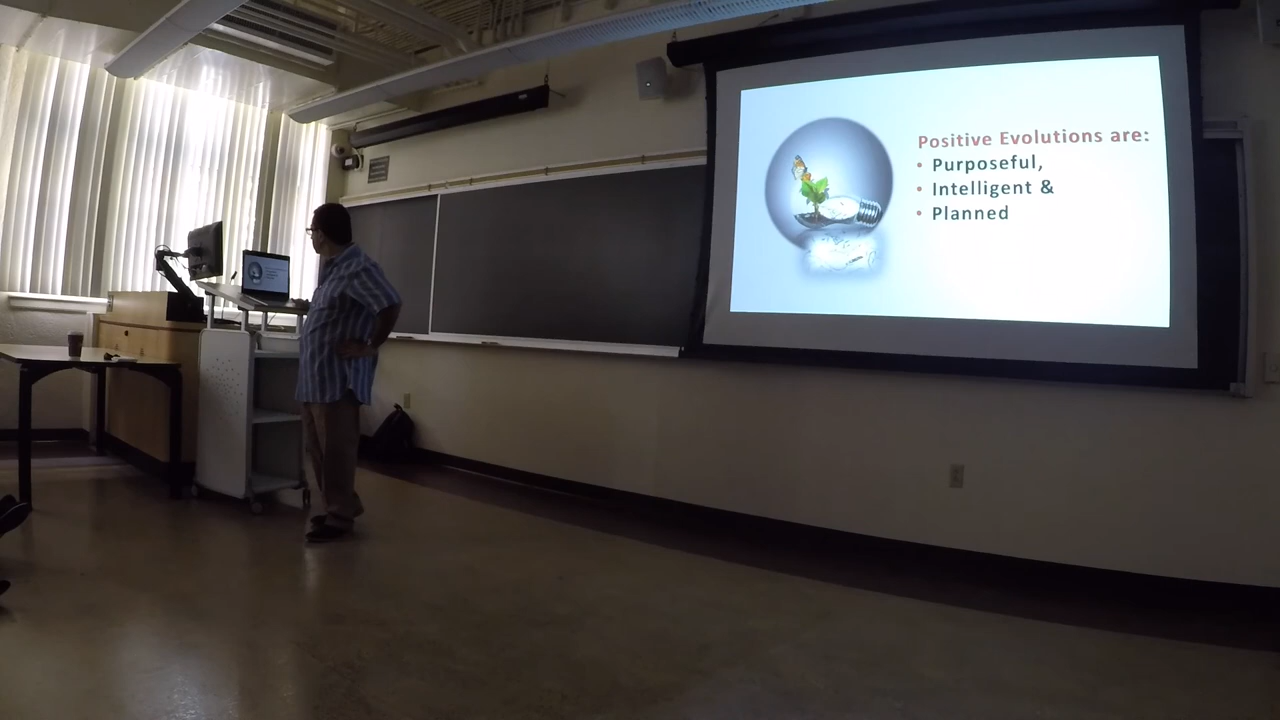 Positive Evolutions are:
• Purposeful,
• Intelligent &
• Planned